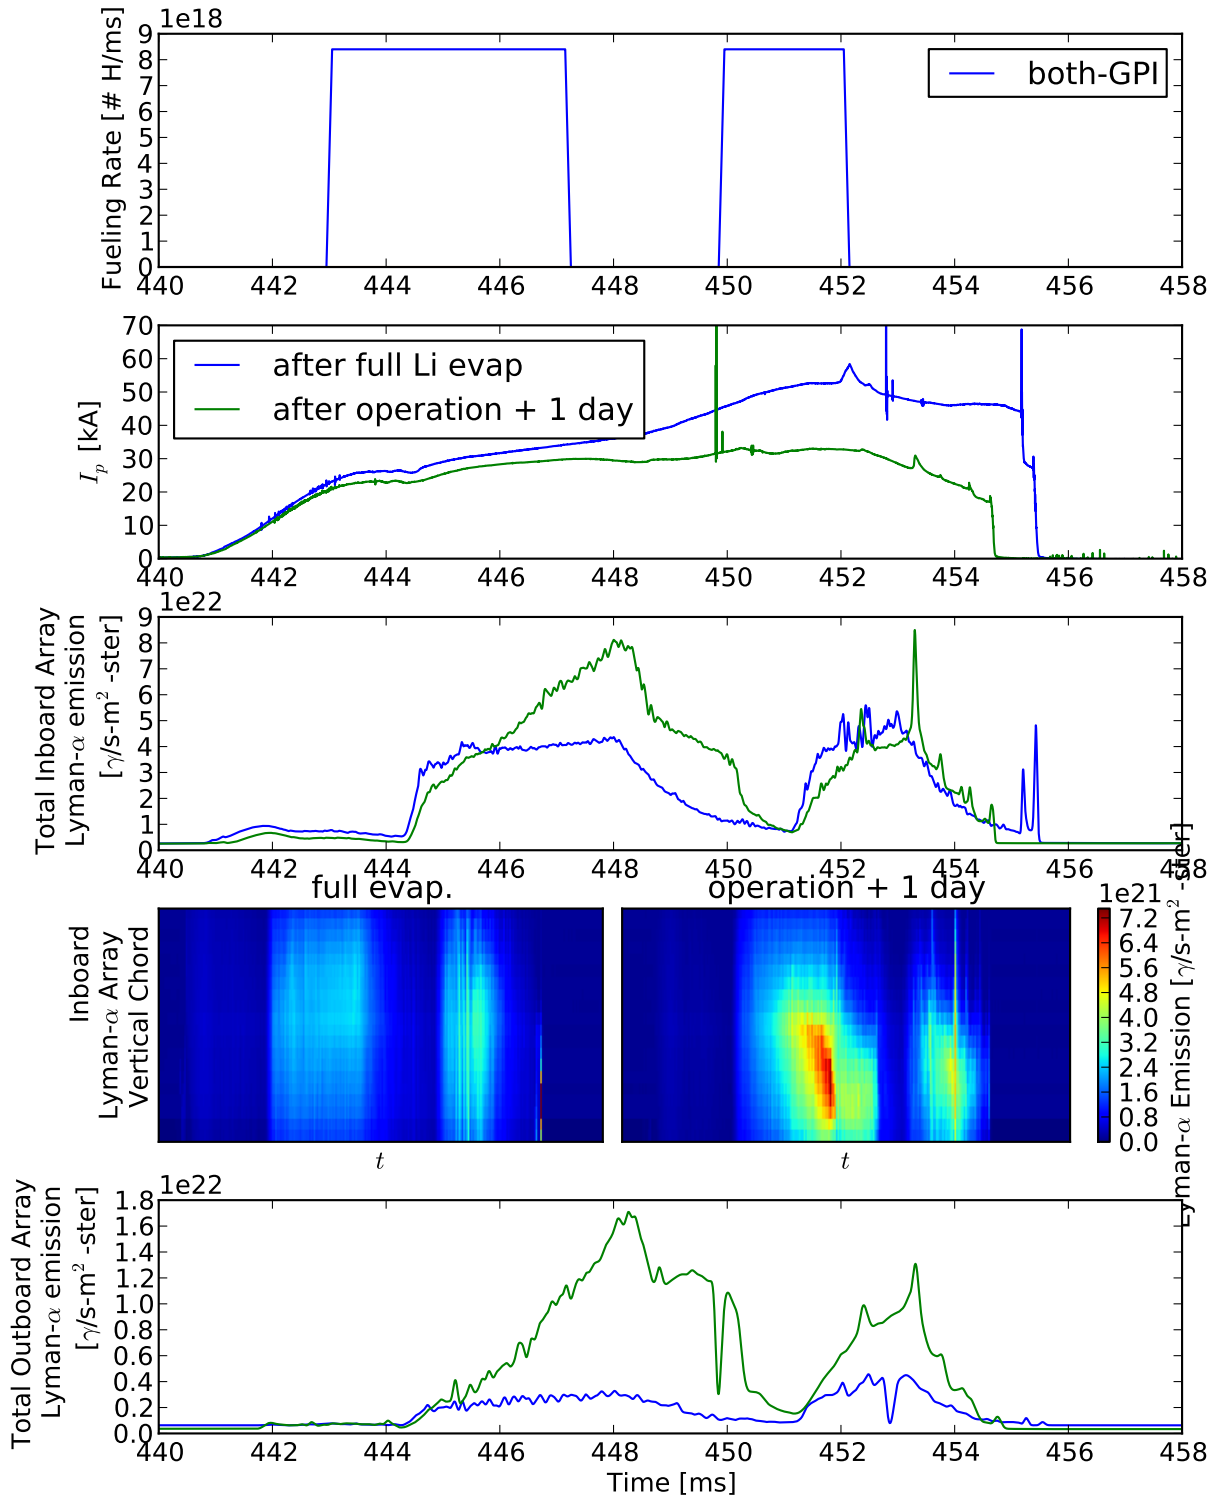 1e18
Fueling Rate [# H/ms]
9
8
7
6
5
4
3
2
1
0
both-GPI
440 442 444 446 448 450 452 454 456 458
I_p [kA]
70
60
50
40
30
20
10
0
after full Li evap
after operation + 1 day
440 442 444 446 448 450 452 454 456 458
1e22
Total Inboard Array
Lyman-α emission
[γ/s-m² -ster]
9
8
7
6
5
4
3
2
1
0
440 442 444 446 448 450 452 454 456 458
full evap.
operation + 1 day
Inboard
Lyman-α Array
Vertical Chord
t
t
1e21
7.2
6.4
5.6
4.8
4.0
3.2
2.4
1.6
0.8
0.0
Lyman-α Emission [γ/s-m² -ster]
1e22
Total Outboard Array
Lyman-α emission
[γ/s-m² -ster]
1.8
1.6
1.4
1.2
1.0
0.8
0.6
0.4
0.2
0.0
440 442 444 446 448 450 452 454 456 458
Time [ms]